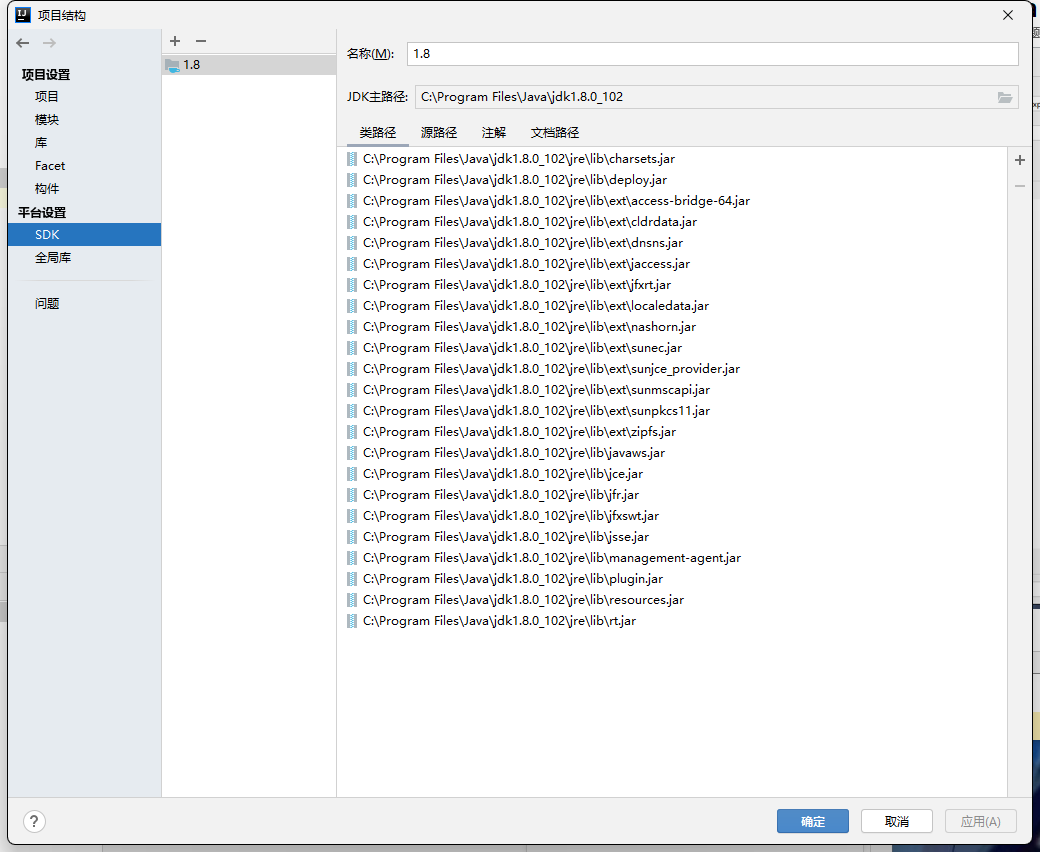 项目结构
名称(M):
1.8
1.8
JDK主路径:
C:\Program Files\Java\jdk1.8.0_102
项目设置
项目
模块
库
Facet
构件
平台设置
SDK
全局库
问题
类路径
源路径
注解
文档路径
C:\Program Files\Java\jdk1.8.0_102\jre\lib\charsets.jar
C:\Program Files\Java\jdk1.8.0_102\jre\lib\deploy.jar
C:\Program Files\Java\jdk1.8.0_102\jre\lib\ext\access-bridge-64.jar
C:\Program Files\Java\jdk1.8.0_102\jre\lib\ext\cldrdata.jar
C:\Program Files\Java\jdk1.8.0_102\jre\lib\ext\dnsns.jar
C:\Program Files\Java\jdk1.8.0_102\jre\lib\ext\jaccess.jar
C:\Program Files\Java\jdk1.8.0_102\jre\lib\ext\jfxrt.jar
C:\Program Files\Java\jdk1.8.0_102\jre\lib\ext\localedata.jar
C:\Program Files\Java\jdk1.8.0_102\jre\lib\ext\nashorn.jar
C:\Program Files\Java\jdk1.8.0_102\jre\lib\ext\sunec.jar
C:\Program Files\Java\jdk1.8.0_102\jre\lib\ext\sunjce_provider.jar
C:\Program Files\Java\jdk1.8.0_102\jre\lib\ext\sunmscapi.jar
C:\Program Files\Java\jdk1.8.0_102\jre\lib\ext\sunpkcs11.jar
C:\Program Files\Java\jdk1.8.0_102\jre\lib\ext\zipfs.jar
C:\Program Files\Java\jdk1.8.0_102\jre\lib\javaws.jar
C:\Program Files\Java\jdk1.8.0_102\jre\lib\jce.jar
C:\Program Files\Java\jdk1.8.0_102\jre\lib\jfr.jar
C:\Program Files\Java\jdk1.8.0_102\jre\lib\jfxswt.jar
C:\Program Files\Java\jdk1.8.0_102\jre\lib\jsse.jar
C:\Program Files\Java\jdk1.8.0_102\jre\lib\management-agent.jar
C:\Program Files\Java\jdk1.8.0_102\jre\lib\plugin.jar
C:\Program Files\Java\jdk1.8.0_102\jre\lib\resources.jar
C:\Program Files\Java\jdk1.8.0_102\jre\lib\rt.jar
?
确定
取消
应用(A)